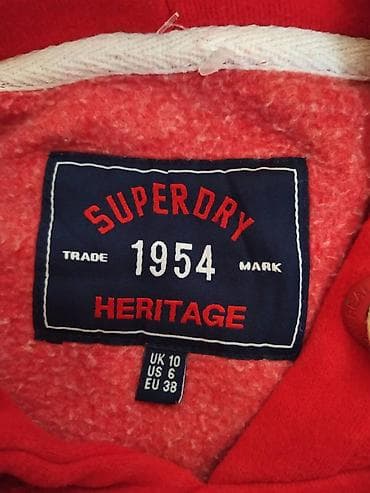 SUPERDRY
TRADE 1954 MARK
HERITAGE
UK 10
US 6
EU 38